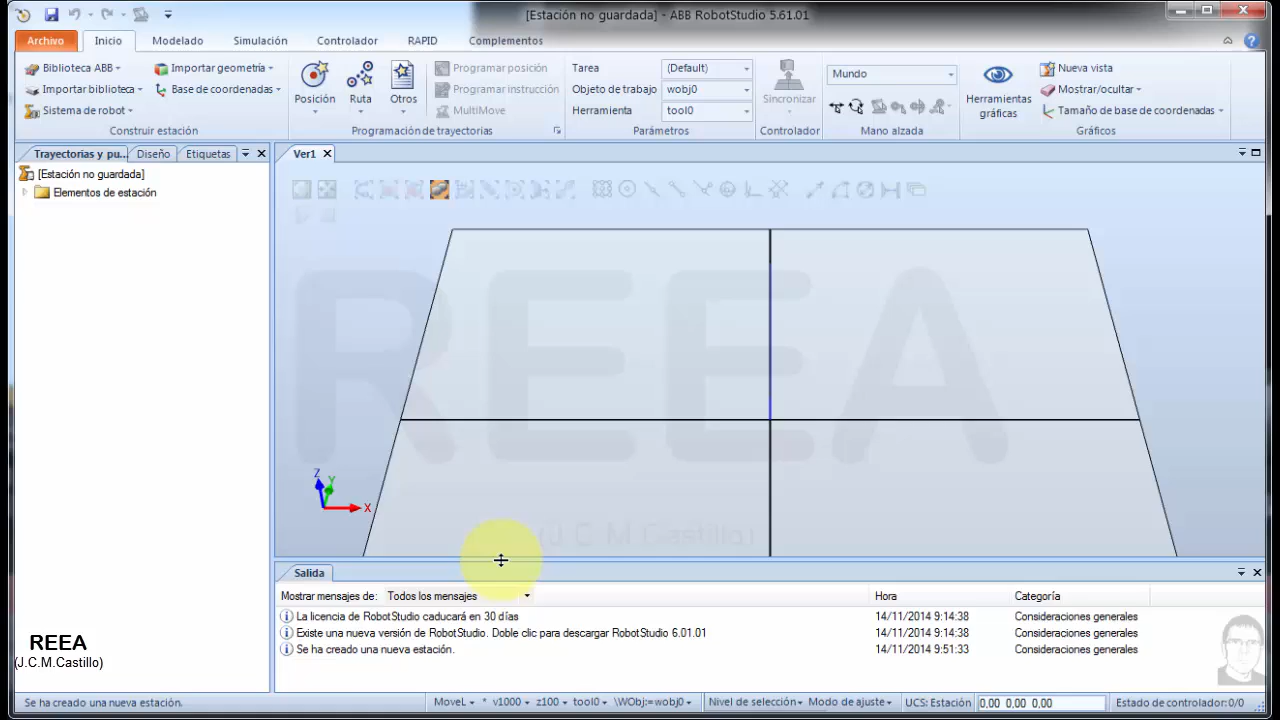 [Estación no guardada] - ABB RobotStudio 5.61.01
Archivo Inicio Modelado Simulación Controlador RAPID Complementos
Biblioteca ABB
Importar biblioteca
Sistema de robot
Importar geometría
Base de coordenadas
Construir estación
Posición
Ruta
Otros
Programar posición
Programar instrucción
MultiMove
Programación de trayectorias
Tarea (Default)
Objeto de trabajo wobj0
Herramienta tool0
Parámetros
Sincronizar
Controlador
Mundo
Mano alzada
Herramientas
gráficas
Nueva vista
Mostrar/ocultar
Tamaño de base de coordenadas
Gráficos
Trayectorias y pu... Diseño Etiquetas
[Estación no guardada]
Elementos de estación
Ver1
REEA
(J.C.M.Castillo)
Z
Y
X
Salida
Mostrar mensajes de: Todos los mensajes Hora Categoría
La licencia de RobotStudio caducará en 30 días 14/11/2014 9:14:38 Consideraciones generales
Existe una nueva versión de RobotStudio. Doble clic para descargar RobotStudio 6.01.01 14/11/2014 9:14:38 Consideraciones generales
Se ha creado una nueva estación. 14/11/2014 9:51:33 Consideraciones generales
REEA
(J.C.M.Castillo)
Se ha creado una nueva estación. MoveL * v1000 z100 tool0 \WObj:=wobj0 Nivel de selección Modo de ajuste UCS: Estación 0,00 0,00 0,00 Estado de controlador: 0/0